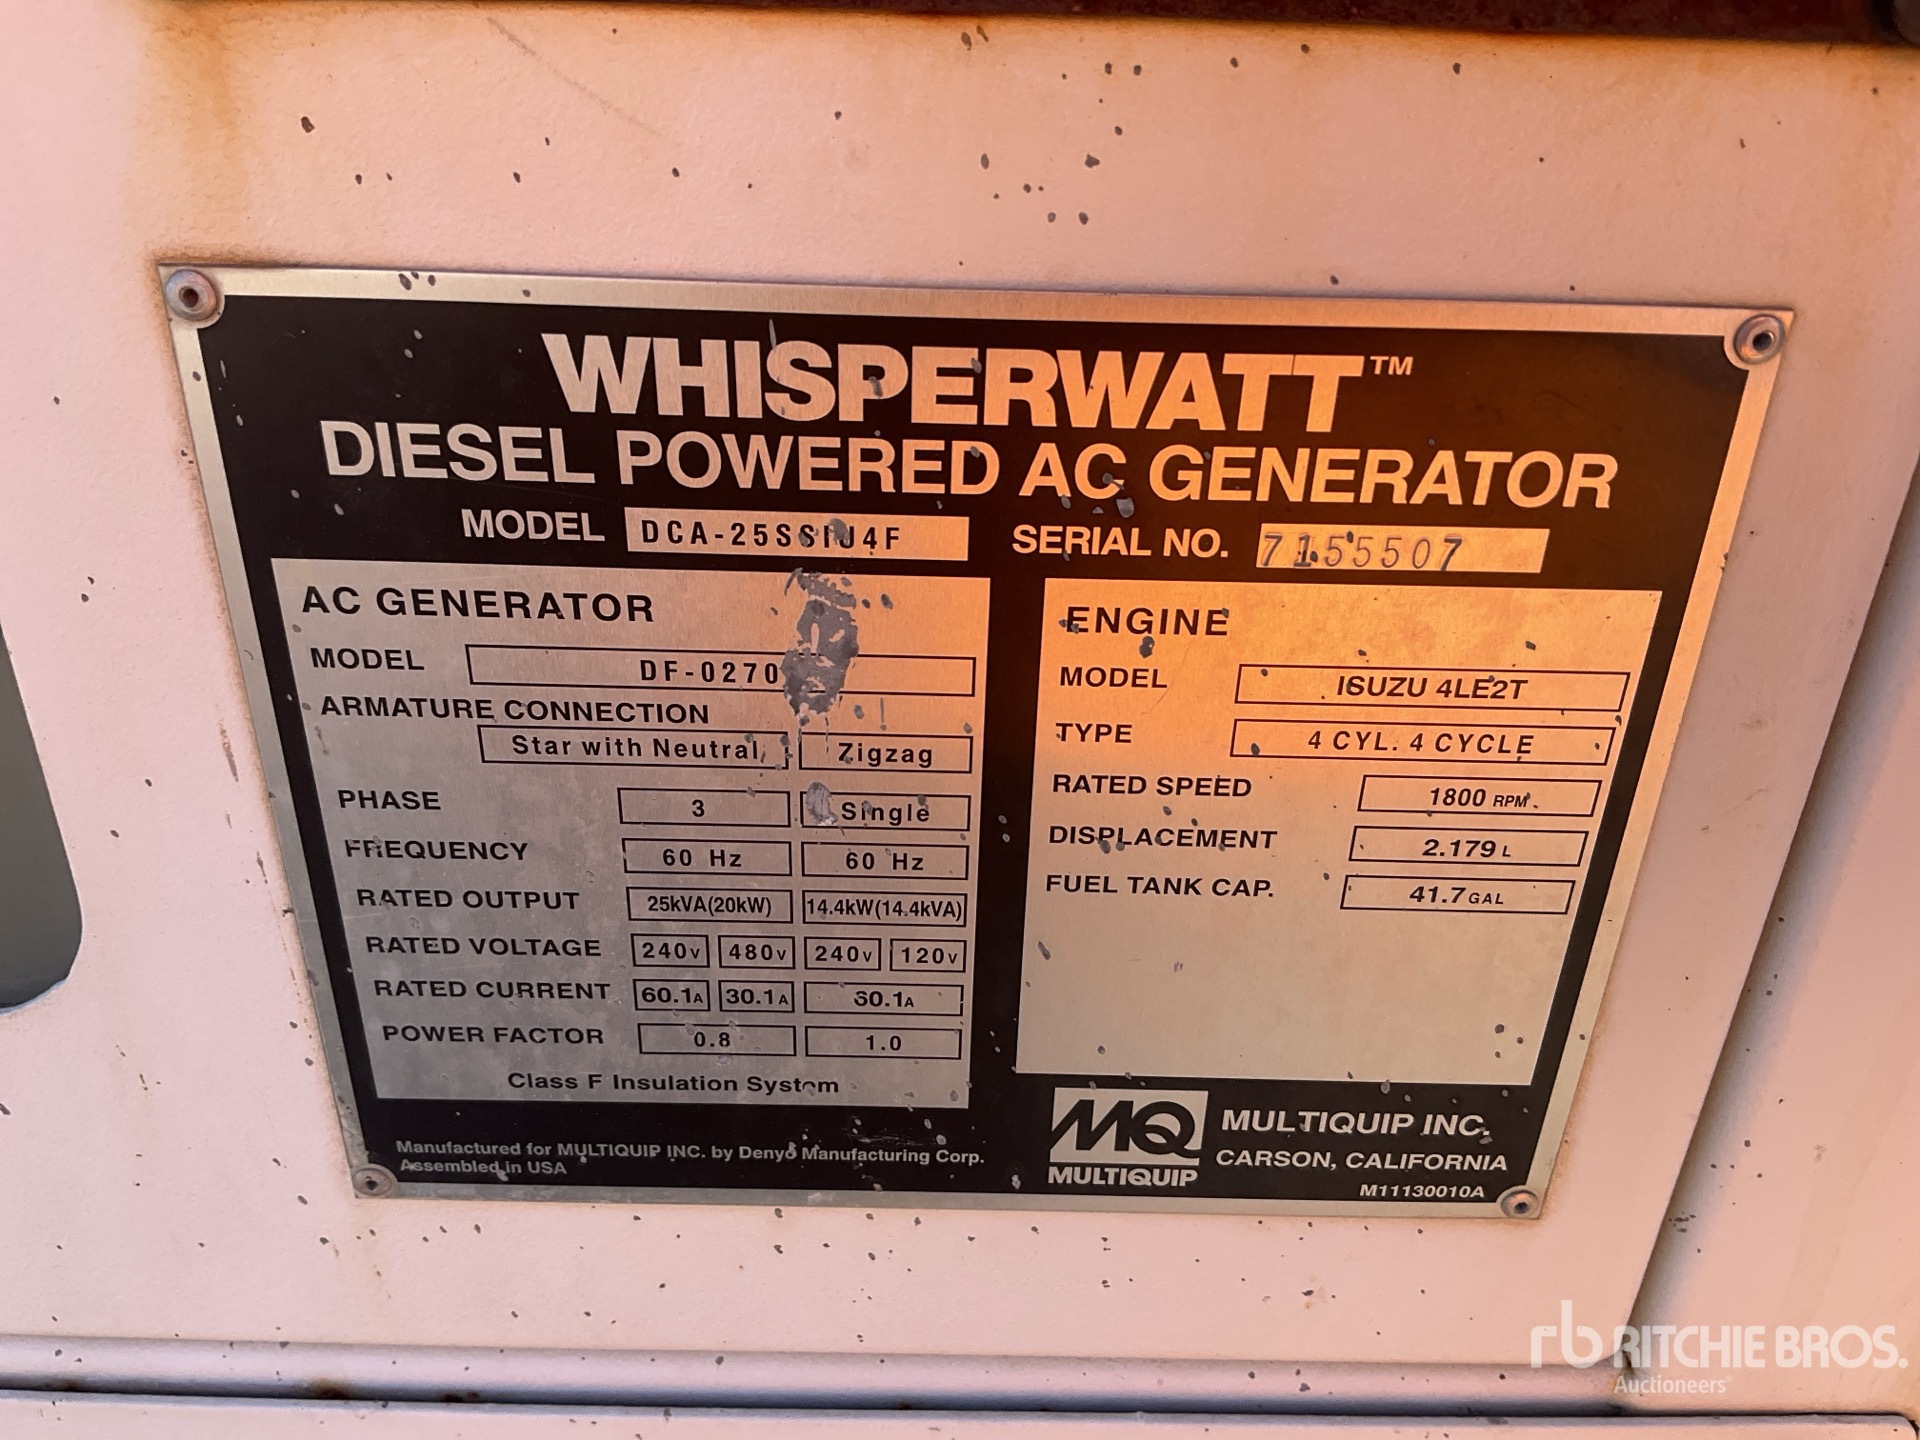 WHISPERWATT™
DIESEL POWERED AC GENERATOR
MODEL DCA-25SSIJ4F SERIAL NO. 7155507
AC GENERATOR
MODEL DF-0270
ARMATURE CONNECTION
Star with Neutral Zigzag
PHASE 3 Single
FREQUENCY 60 Hz 60 Hz
RATED OUTPUT 25kVA(20kW) 14.4kW(14.4kVA)
RATED VOLTAGE 240V 480V 240V 120V
RATED CURRENT 60.1A 30.1A 60.1A
POWER FACTOR 0.8 1.0
Class F Insulation System
ENGINE
MODEL ISUZU 4LE2T
TYPE 4 CYL. 4 CYCLE
RATED SPEED 1800 RPM
DISPLACEMENT 2.179 L
FUEL TANK CAP. 41.7 GAL
Manufactured for MULTIQUIP INC. by Denyo Manufacturing Corp.
Assembled in USA
MQ
MULTIQUIP
MULTIQUIP INC.
CARSON, CALIFORNIA
M11130010A
rb RITCHIE BROS.
Auctioneers